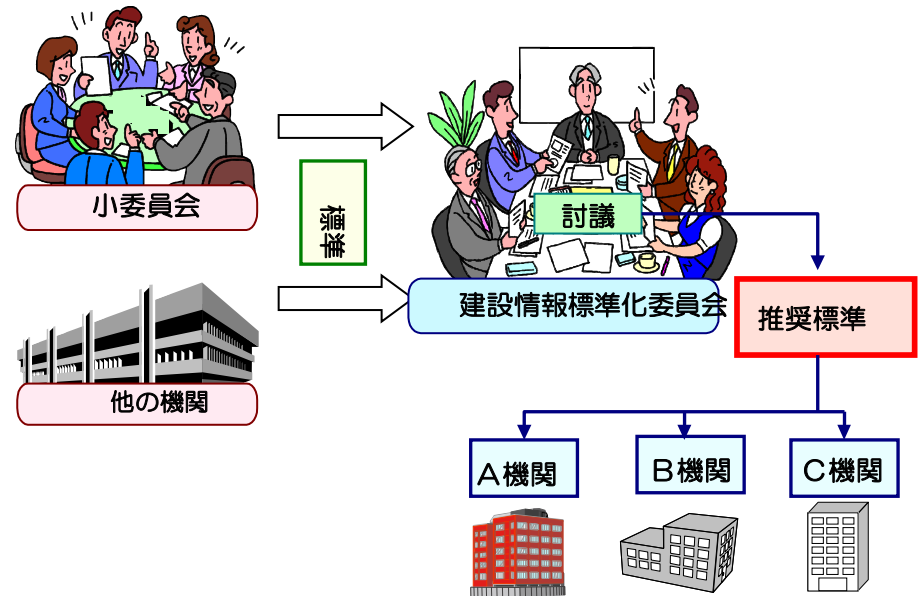 小委員会
標準
討議
建設情報標準化委員会
推奨標準
他の機関
A機関
B機関
C機関